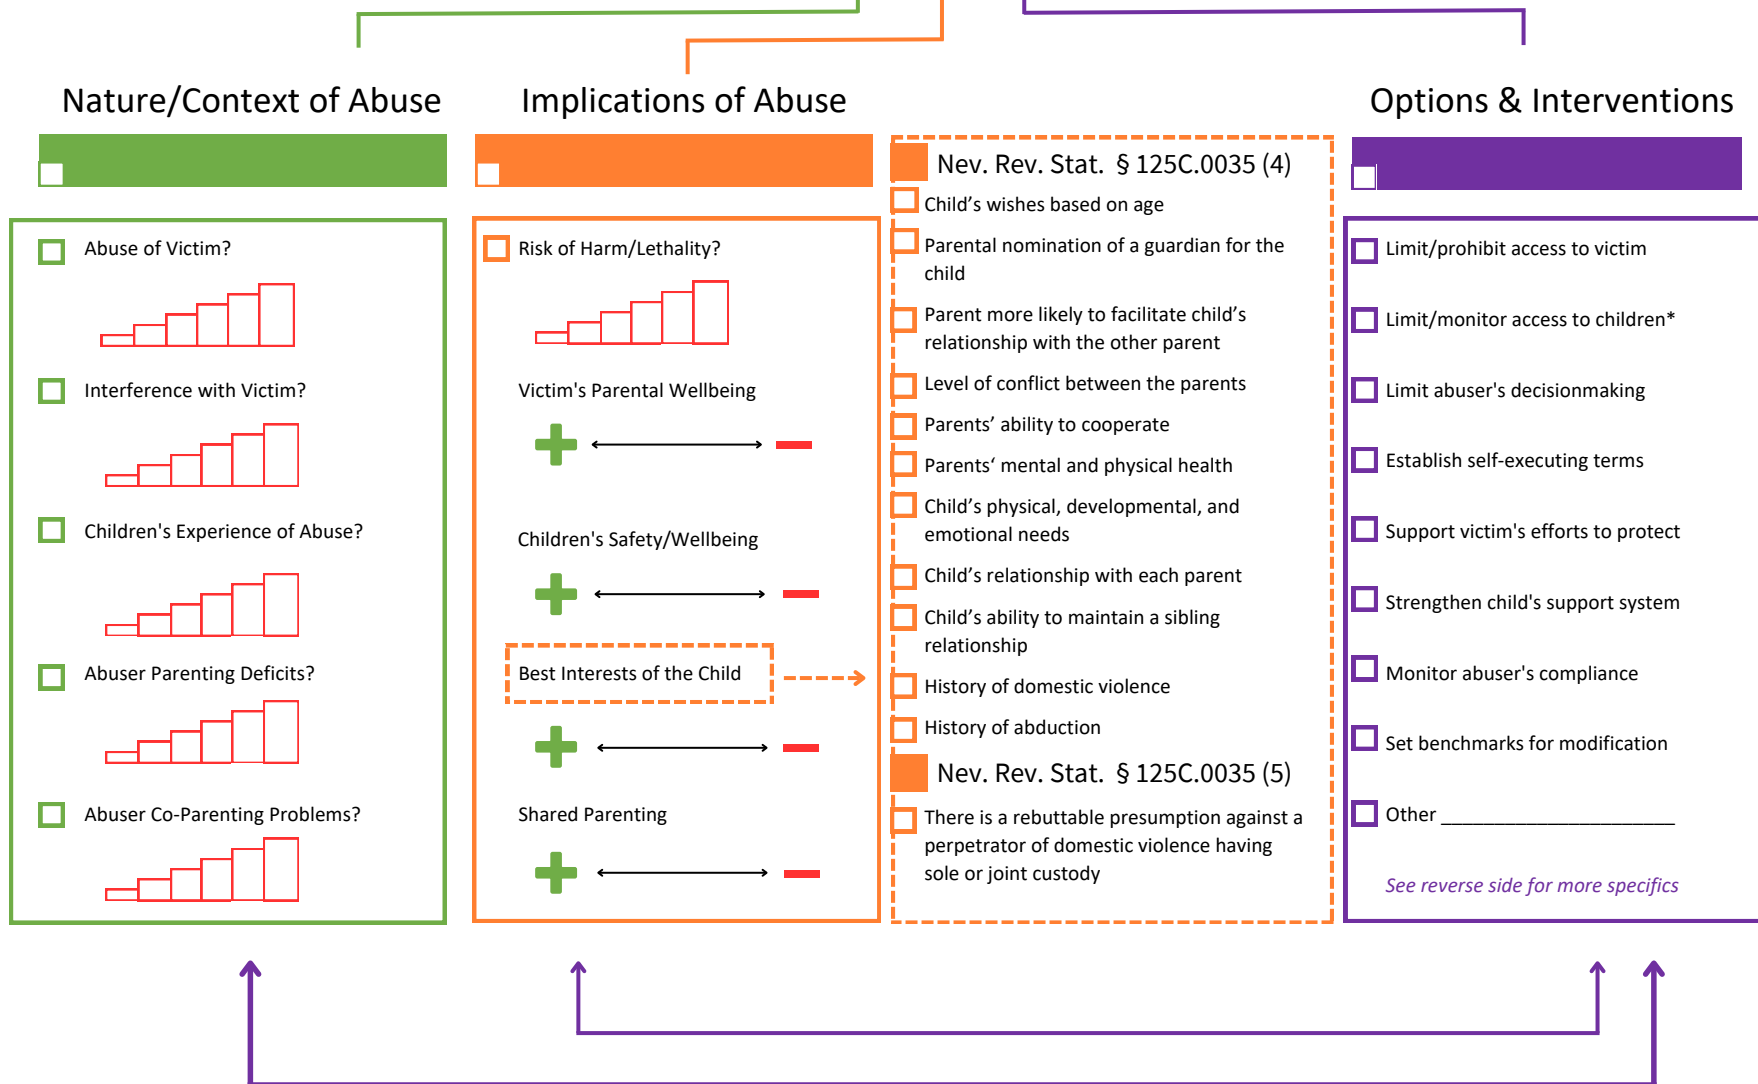 Nature/Context of Abuse
Abuse of Victim?
Interference with Victim?
Children's Experience of Abuse?
Abuser Parenting Deficits?
Abuser Co-Parenting Problems?
Implications of Abuse
Risk of Harm/Lethality?
Victim's Parental Wellbeing
Children's Safety/Wellbeing
Best Interests of the Child
Shared Parenting
Nev. Rev. Stat. § 125C.0035 (4)
Child’s wishes based on age
Parental nomination of a guardian for the
child
Parent more likely to facilitate child’s
relationship with the other parent
Level of conflict between the parents
Parents’ ability to cooperate
Parents‘ mental and physical health
Child’s physical, developmental, and
emotional needs
Child’s relationship with each parent
Child’s ability to maintain a sibling
relationship
History of domestic violence
History of abduction
Nev. Rev. Stat. § 125C.0035 (5)
There is a rebuttable presumption against a
perpetrator of domestic violence having
sole or joint custody
Options & Interventions
Limit/prohibit access to victim
Limit/monitor access to children*
Limit abuser's decisionmaking
Establish self-executing terms
Support victim's efforts to protect
Strengthen child's support system
Monitor abuser's compliance
Set benchmarks for modification
Other ______________________
See reverse side for more specifics